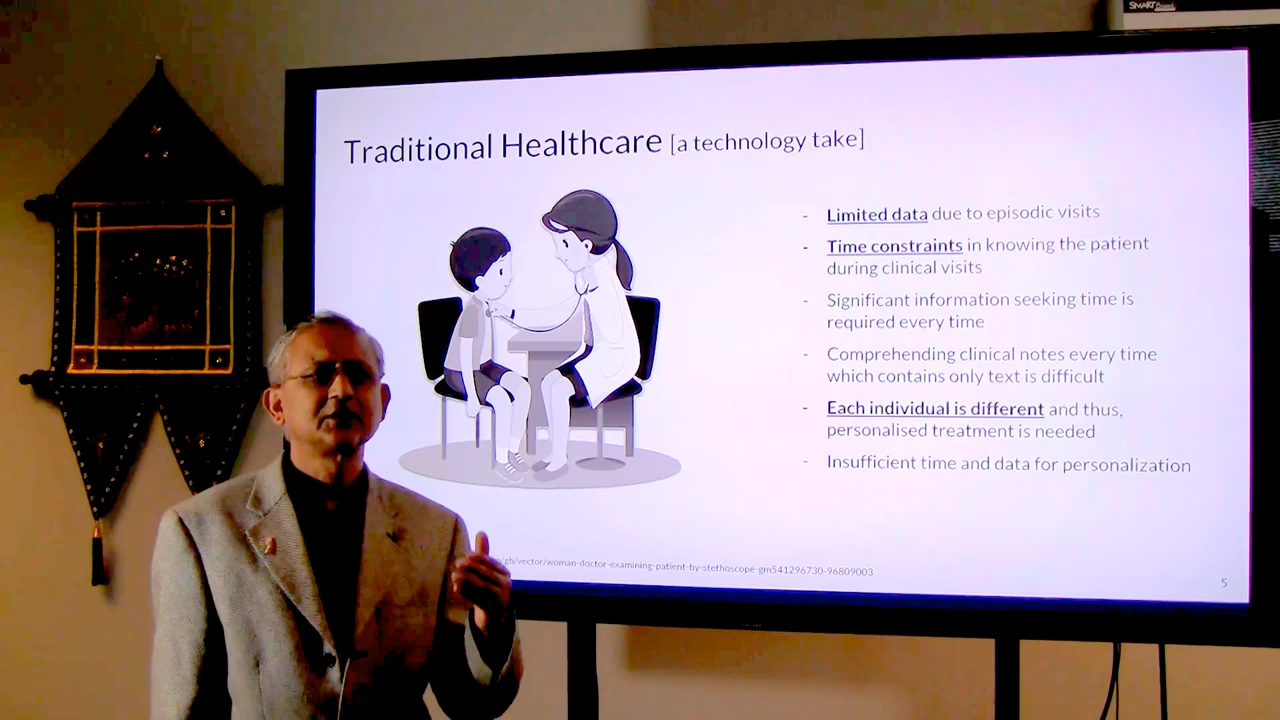 SMART Board
Traditional Healthcare [a technology take]
- Limited data due to episodic visits
- Time constraints in knowing the patient
during clinical visits
- Significant information seeking time is
required every time
- Comprehending clinical notes every time
which contains only text is difficult
- Each individual is different and thus,
personalised treatment is needed
- Insufficient time and data for personalization
/gb/vector/woman-doctor-examining-patient-by-stethoscope-gm541296730-96809003
5